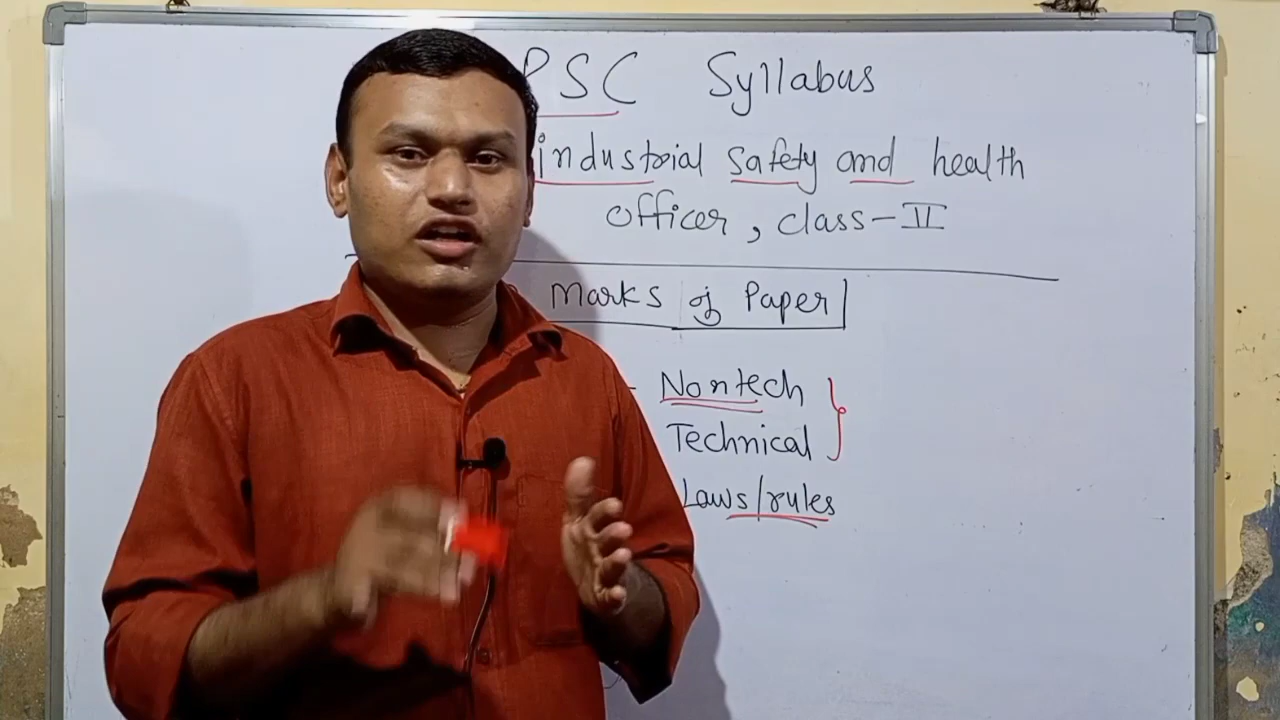 PSC Syllabus
industrial safety and health
officer, class-II
Marks of Paper
Nontech
Technical
Laws/rules